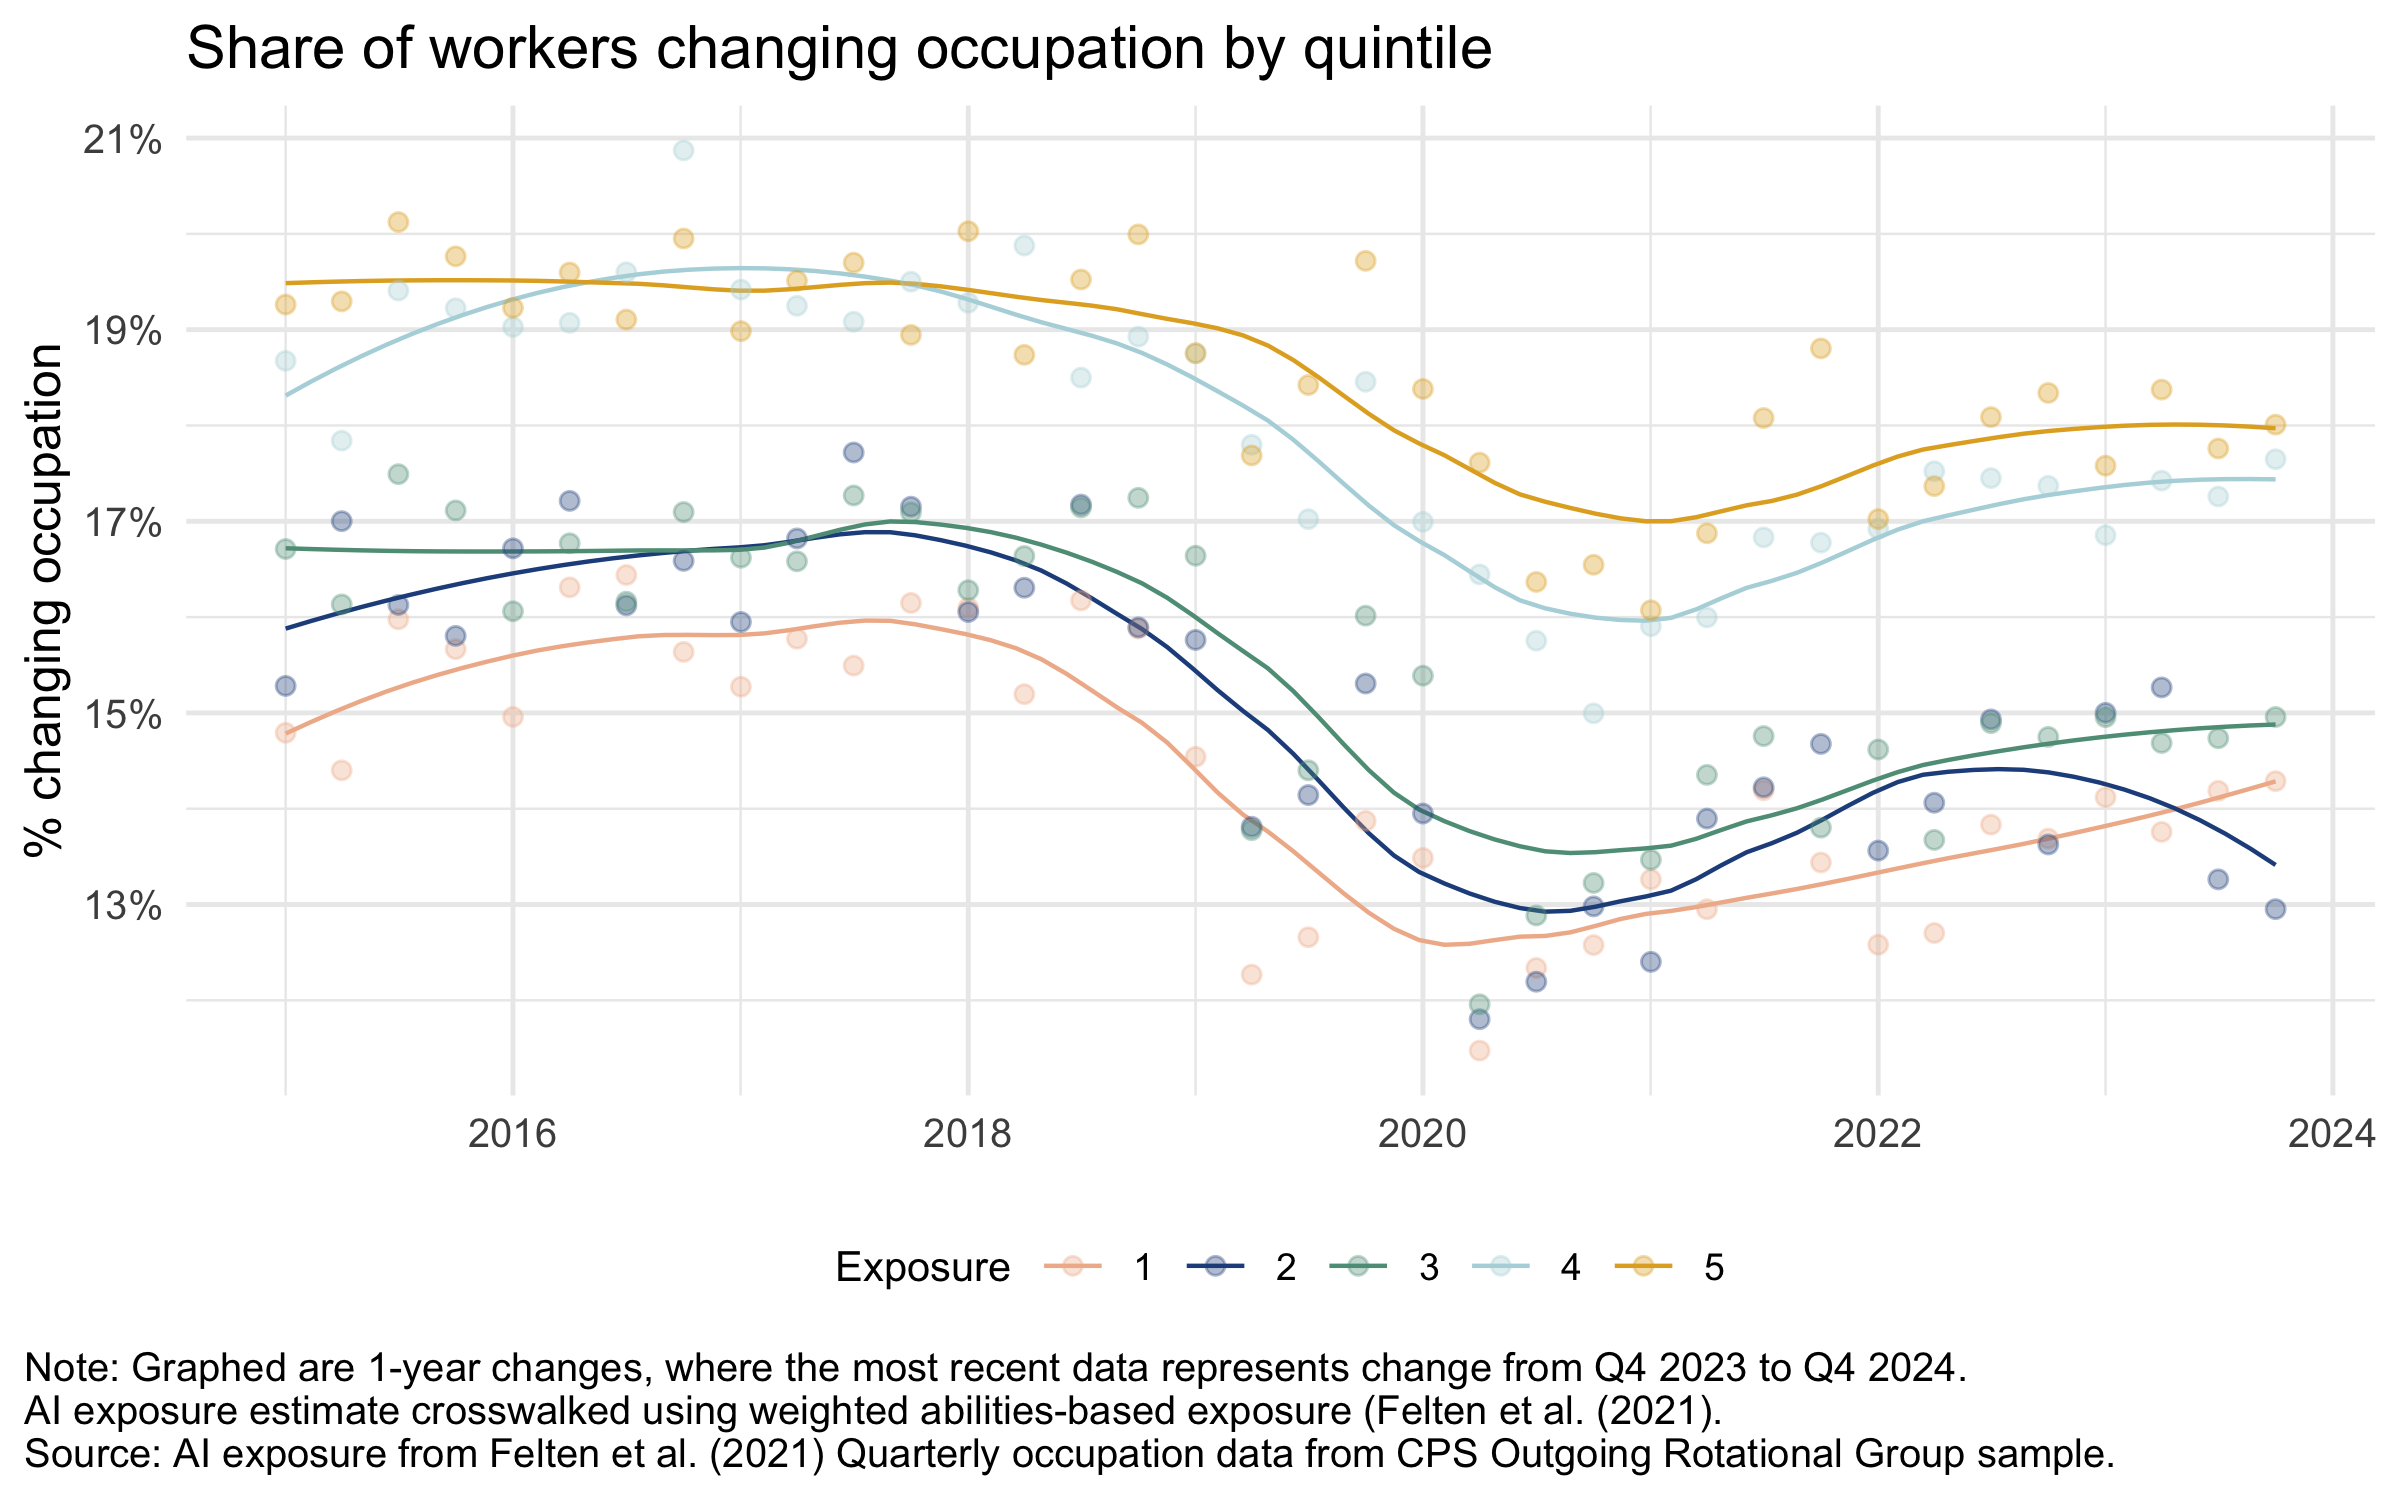 Share of workers changing occupation by quintile
21%
19%
17%
15%
13%
% changing occupation
2016 2018 2020 2022 2024
Exposure 1 2 3 4 5
Note: Graphed are 1-year changes, where the most recent data represents change from Q4 2023 to Q4 2024.
AI exposure estimate crosswalked using weighted abilities-based exposure (Felten et al. (2021).
Source: AI exposure from Felten et al. (2021) Quarterly occupation data from CPS Outgoing Rotational Group sample.